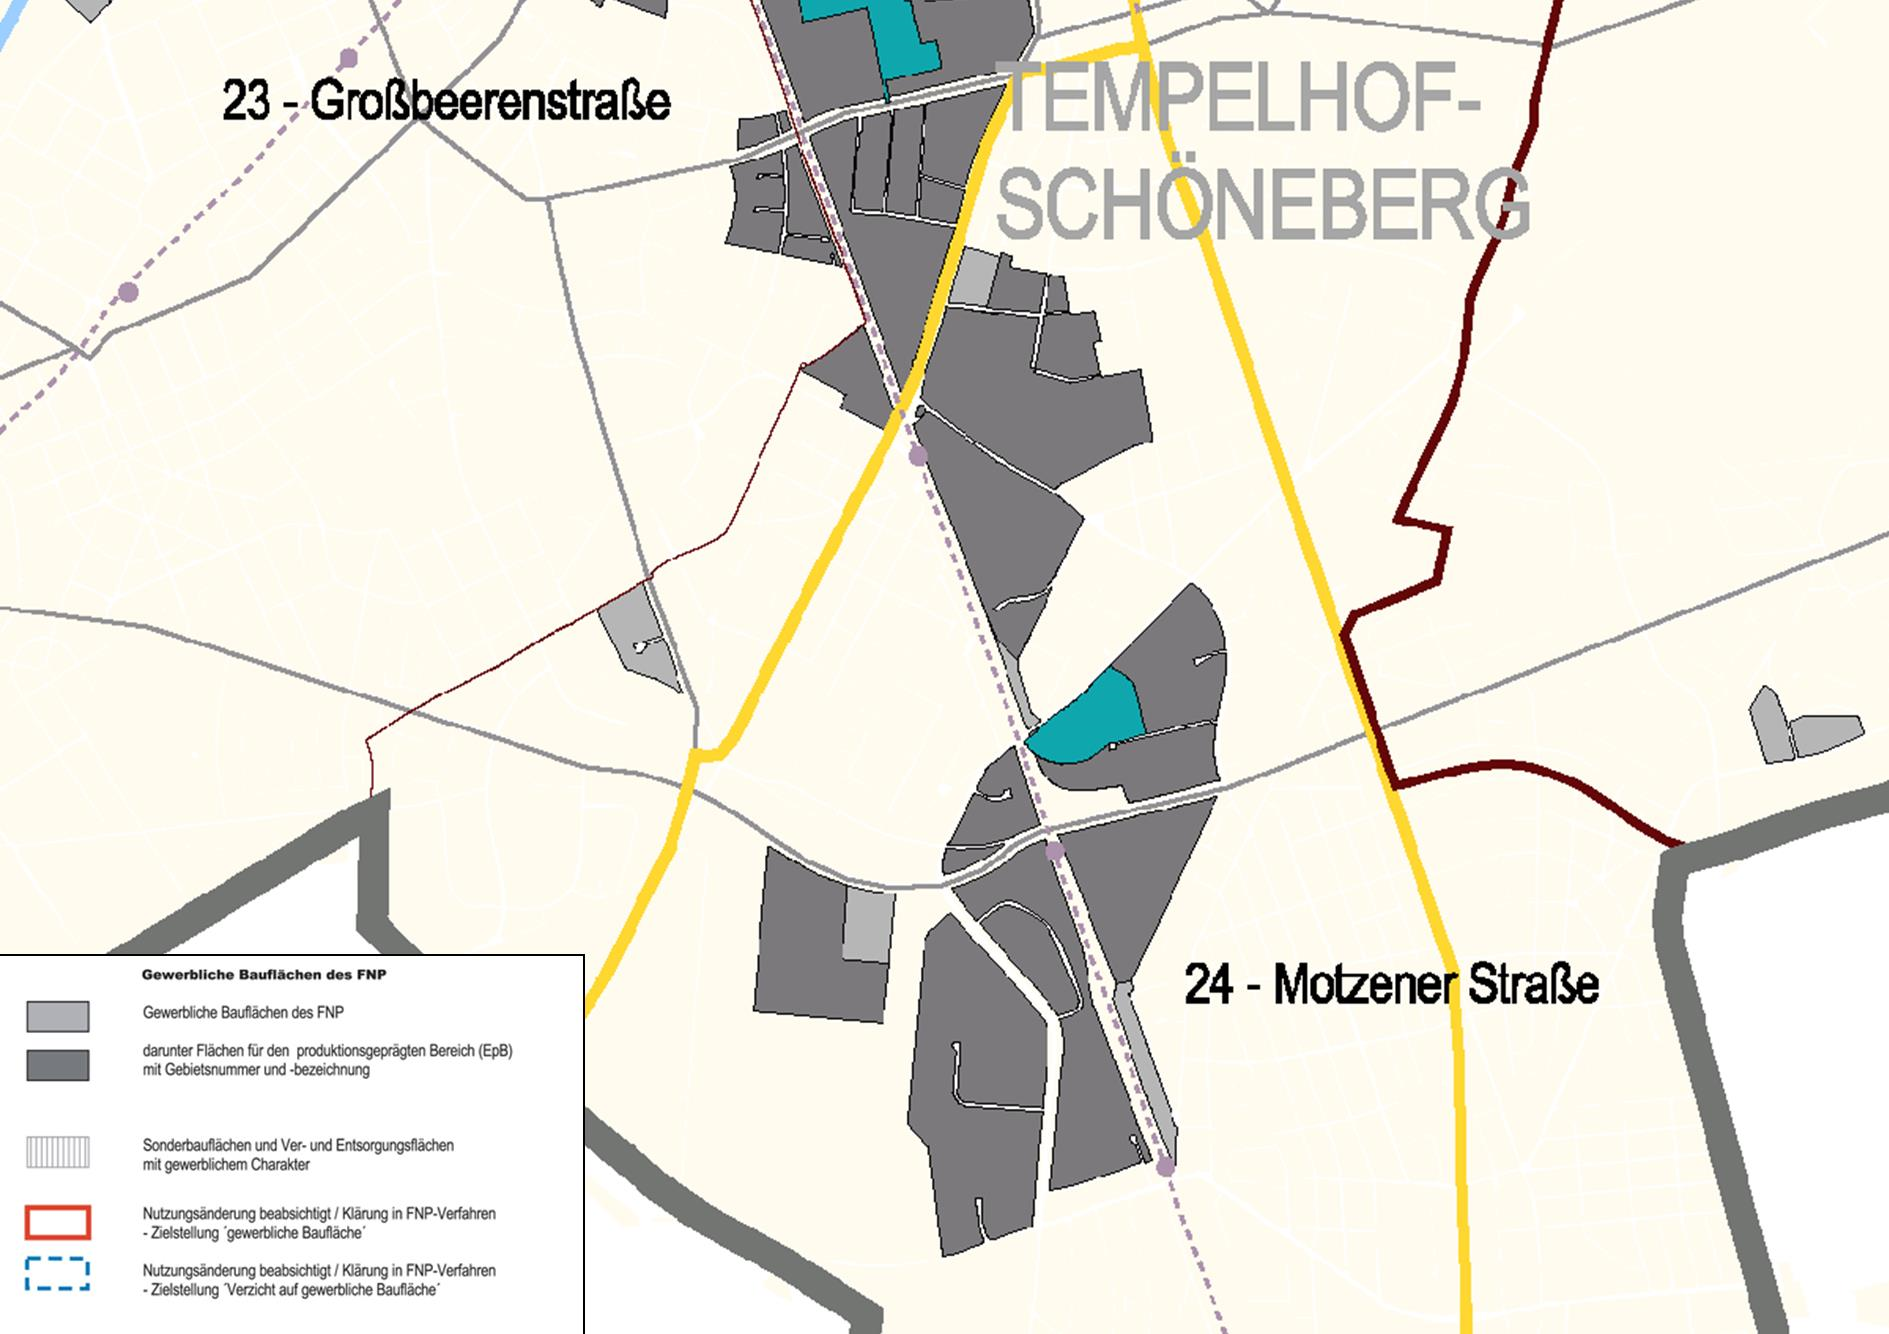 23 - Großbeerenstraße
TEMPELHOF-
SCHÖNEBERG
24 - Motzener Straße
Gewerbliche Bauflächen des FNP
Gewerbliche Bauflächen des FNP
darunter Flächen für den produktionsgeprägten Bereich (EpB)
mit Gebietsnummer und -bezeichnung
Sonderbauflächen und Ver- und Entsorgungsflächen
mit gewerblichem Charakter
Nutzungsänderung beabsichtigt / Klärung in FNP-Verfahren
- Zielstellung ´gewerbliche Baufläche´
Nutzungsänderung beabsichtigt / Klärung in FNP-Verfahren
- Zielstellung ´Verzicht auf gewerbliche Baufläche´